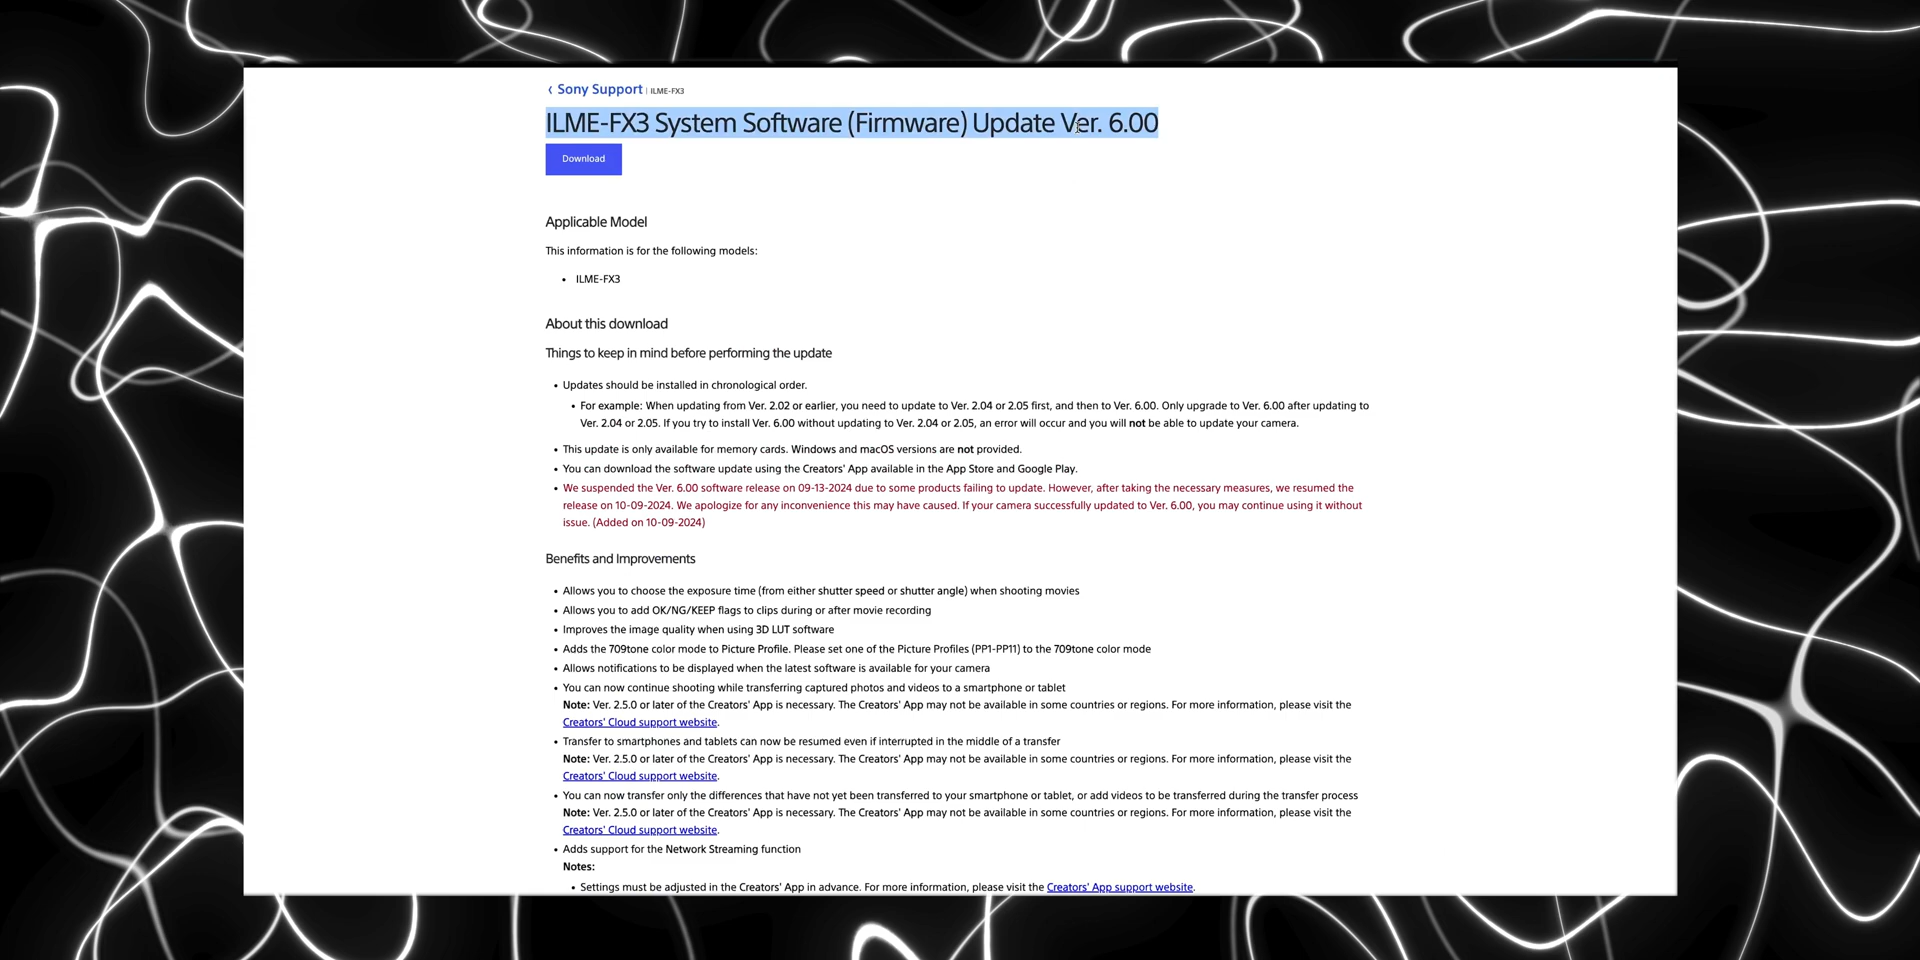 ‹ Sony Support | ILME-FX3
ILME-FX3 System Software (Firmware) Update Ver. 6.00
Download
Applicable Model
This information is for the following models:
• ILME-FX3
About this download
Things to keep in mind before performing the update
• Updates should be installed in chronological order.
• For example: When updating from Ver. 2.02 or earlier, you need to update to Ver. 2.04 or 2.05 first, and then to Ver. 6.00. Only upgrade to Ver. 6.00 after updating to
Ver. 2.04 or 2.05. If you try to install Ver. 6.00 without updating to Ver. 2.04 or 2.05, an error will occur and you will not be able to update your camera.
• This update is only available for memory cards. Windows and macOS versions are not provided.
• You can download the software update using the Creators' App available in the App Store and Google Play.
• We suspended the Ver. 6.00 software release on 09-13-2024 due to some products failing to update. However, after taking the necessary measures, we resumed the
release on 10-09-2024. We apologize for any inconvenience this may have caused. If your camera successfully updated to Ver. 6.00, you may continue using it without
issue. (Added on 10-09-2024)
Benefits and Improvements
• Allows you to choose the exposure time (from either shutter speed or shutter angle) when shooting movies
• Allows you to add OK/NG/KEEP flags to clips during or after movie recording
• Improves the image quality when using 3D LUT software
• Adds the 709tone color mode to Picture Profile. Please set one of the Picture Profiles (PP1-PP11) to the 709tone color mode
• Allows notifications to be displayed when the latest software is available for your camera
• You can now continue shooting while transferring captured photos and videos to a smartphone or tablet
Note: Ver. 2.5.0 or later of the Creators' App is necessary. The Creators' App may not be available in some countries or regions. For more information, please visit the
Creators' Cloud support website.
• Transfer to smartphones and tablets can now be resumed even if interrupted in the middle of a transfer
Note: Ver. 2.5.0 or later of the Creators' App is necessary. The Creators' App may not be available in some countries or regions. For more information, please visit the
Creators' Cloud support website.
• You can now transfer only the differences that have not yet been transferred to your smartphone or tablet, or add videos to be transferred during the transfer process
Note: Ver. 2.5.0 or later of the Creators' App is necessary. The Creators' App may not be available in some countries or regions. For more information, please visit the
Creators' Cloud support website.
• Adds support for the Network Streaming function
Notes:
• Settings must be adjusted in the Creators' App in advance. For more information, please visit the Creators' App support website.